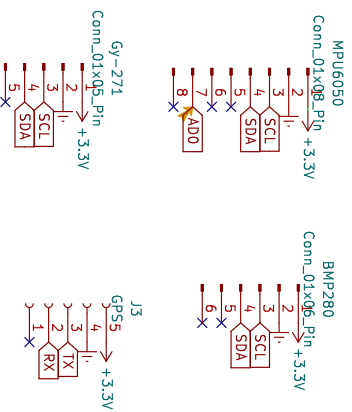 MPU6050
Conn_01x08_Pin
1
+3.3V
2
3
SCL
4
SDA
5
6
7
AD0
8
BMP280
Conn_01x06_Pin
1
+3.3V
2
3
SCL
4
SDA
5
6
Gy-271
Conn_01x05_Pin
1
+3.3V
2
3
SCL
4
SDA
5
J3
GPS
5
+3.3V
4
3
TX
2
RX
1